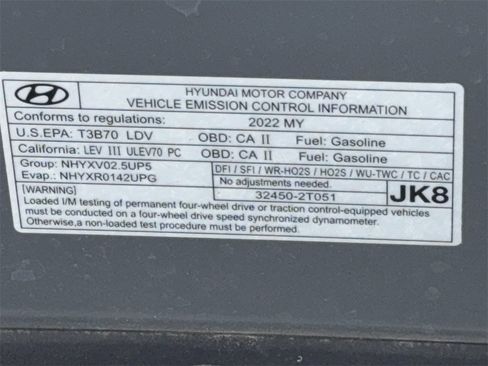 HYUNDAI MOTOR COMPANY
VEHICLE EMISSION CONTROL INFORMATION
Conforms to regulations: 2022 MY
U.S.EPA: T3B70 LDV OBD: CA II Fuel: Gasoline
California: LEV III ULEV70 PC OBD: CA II Fuel: Gasoline
Group: NHYXV02.5UP5
Evap.: NHYXR0142UPG
DFI / SFI / WR-HO2S / HO2S / WU-TWC / TC / CAC
No adjustments needed.
32450-2T051
JK8
[WARNING]
Loaded I/M testing of permanent four-wheel drive or traction control-equipped vehicles
must be conducted on a four-wheel drive speed synchronized dynamometer.
Otherwise,a non-loaded test procedure must be performed.